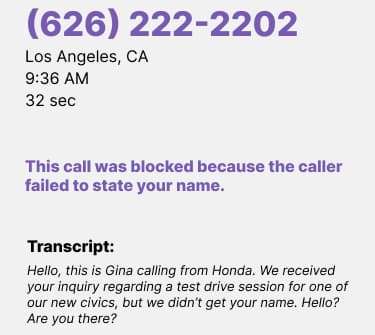 (626) 222-2202
Los Angeles, CA
9:36 AM
32 sec
This call was blocked because the caller
failed to state your name.
Transcript:
Hello, this is Gina calling from Honda. We received
your inquiry regarding a test drive session for one of
our new civics, but we didn't get your name. Hello?
Are you there?